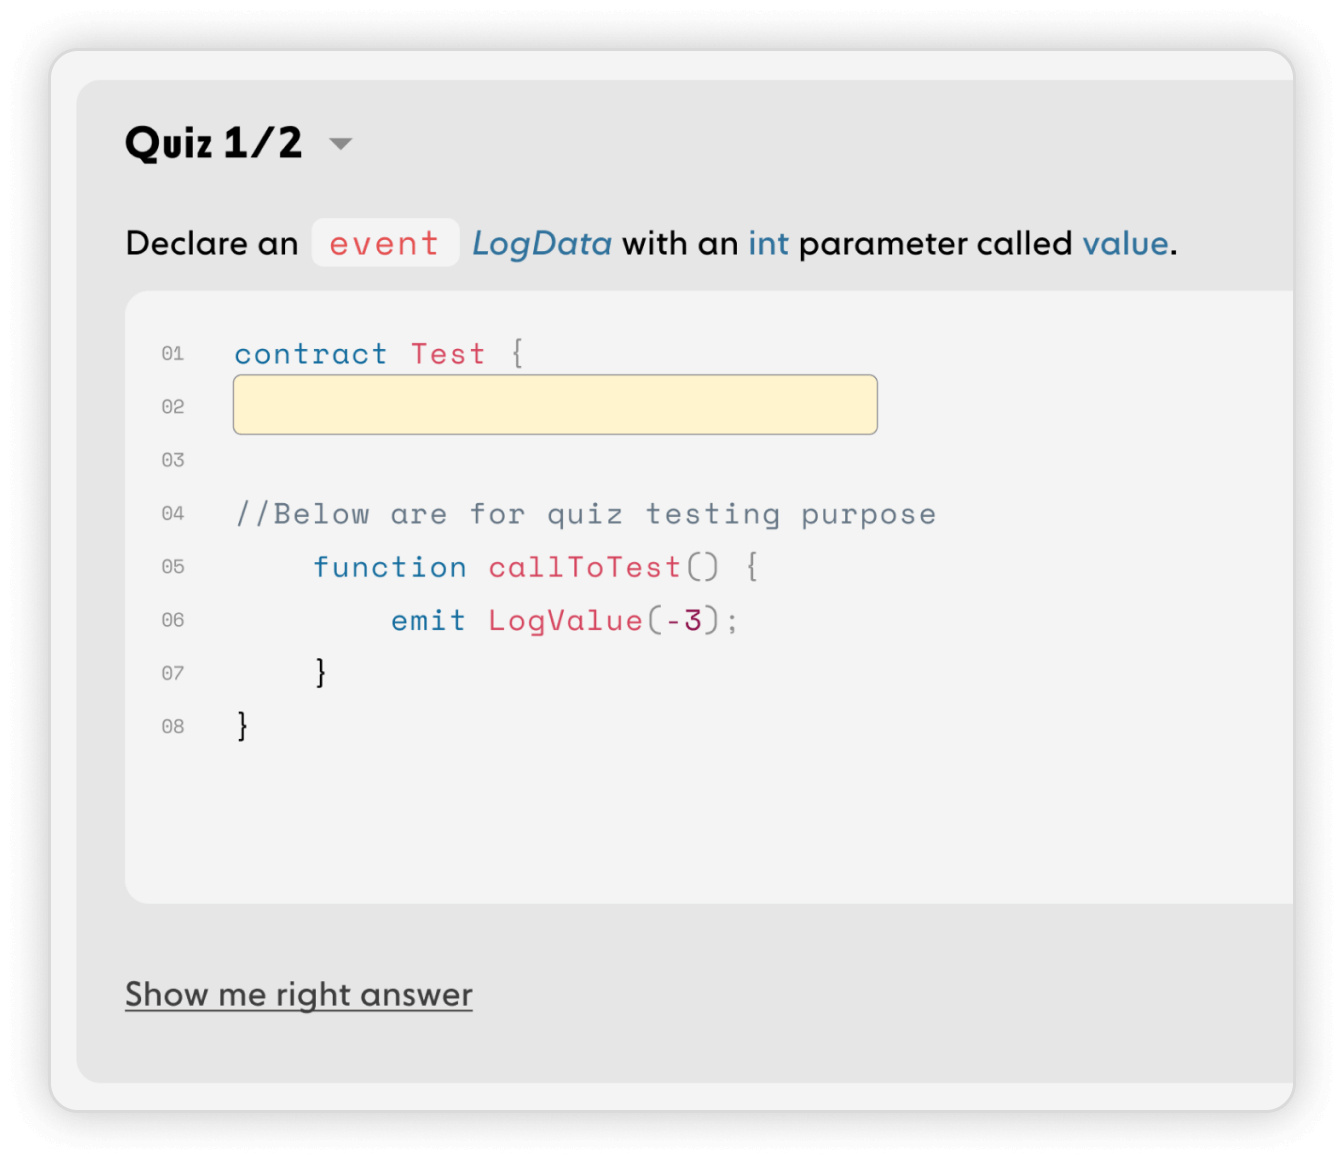 Quiz 1/2
Declare an event LogData with an int parameter called value.
01 contract Test {
02
03
04 //Below are for quiz testing purpose
05 function callToTest() {
06 emit LogValue(-3);
07 }
08 }
Show me right answer